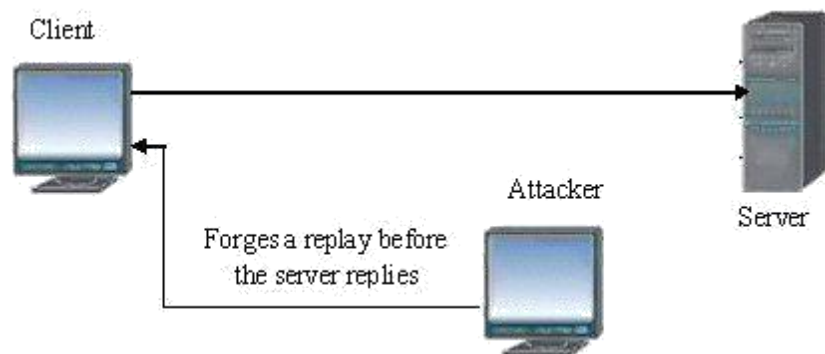 Client
Attacker
Server
Forges a replay before
the server replies